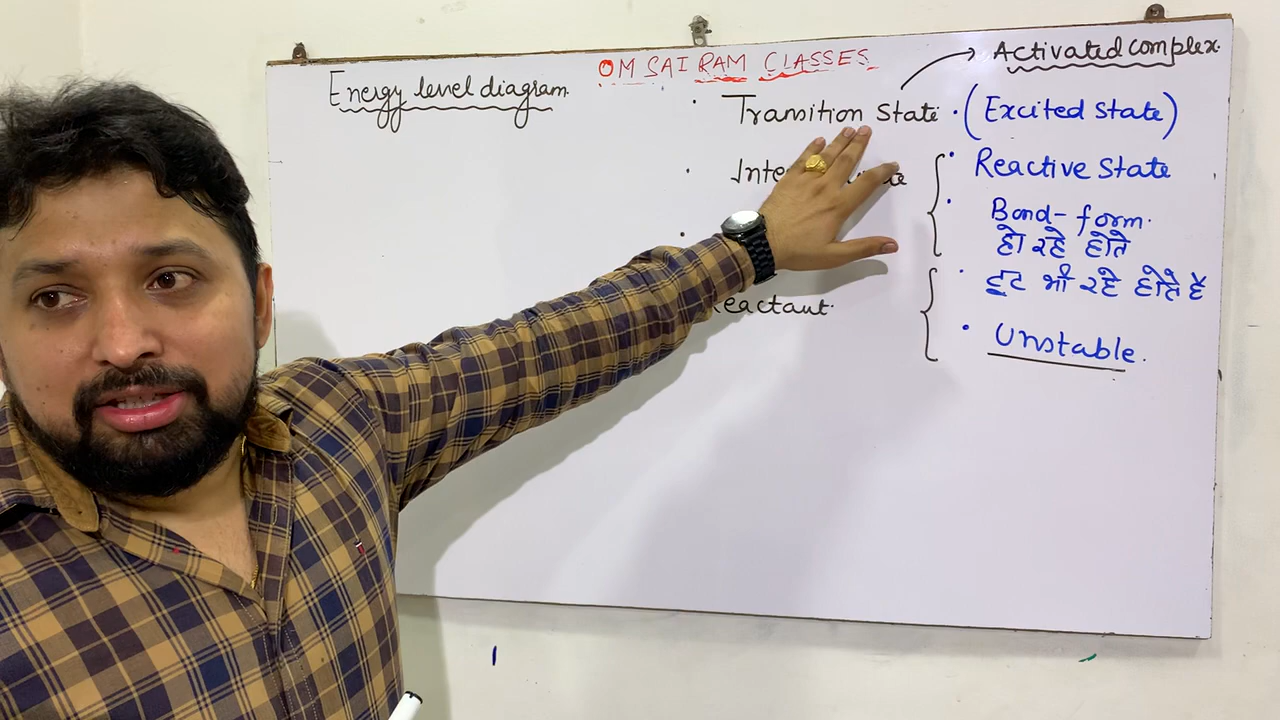 OM SAI RAM CLASSES
Activated complex.
Energy level diagram.
Transition State. (Excited State)
Reactive State
Bond-form.
हो रहे होते
टूट भी रहे होते हैं
Reactant.
Unstable.